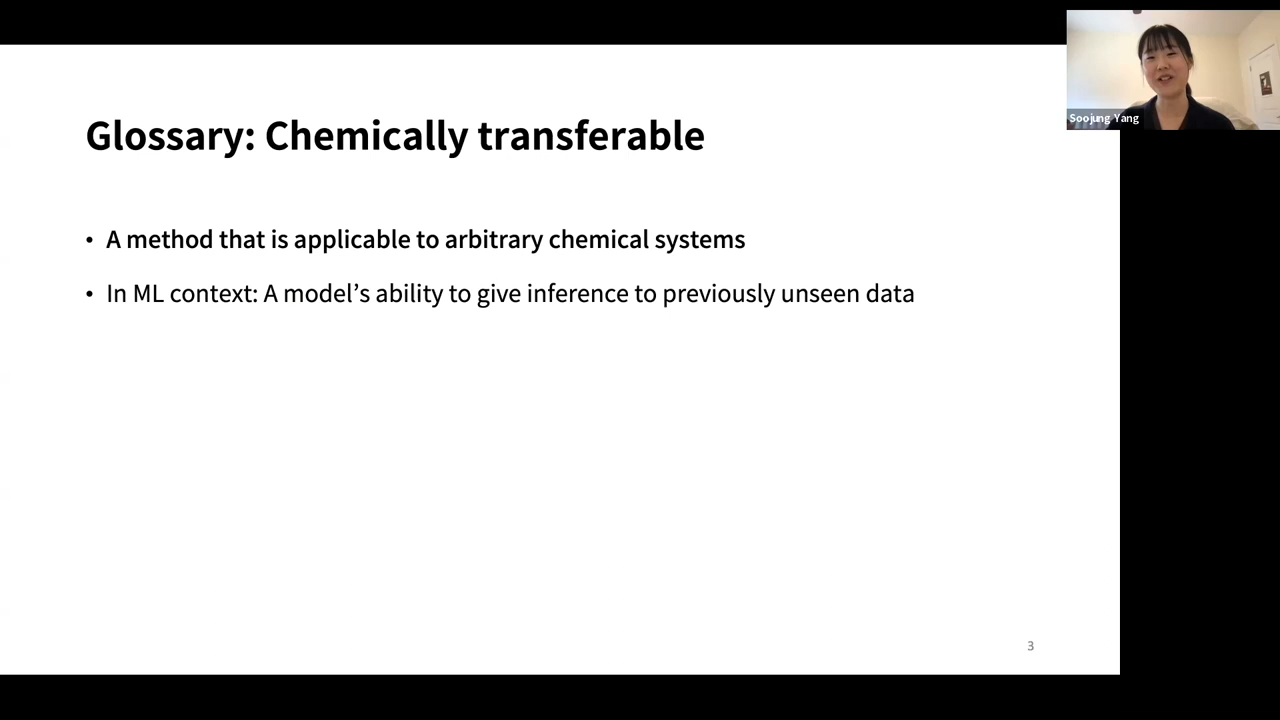 Soojung Yang
Glossary: Chemically transferable
• A method that is applicable to arbitrary chemical systems
• In ML context: A model’s ability to give inference to previously unseen data
3